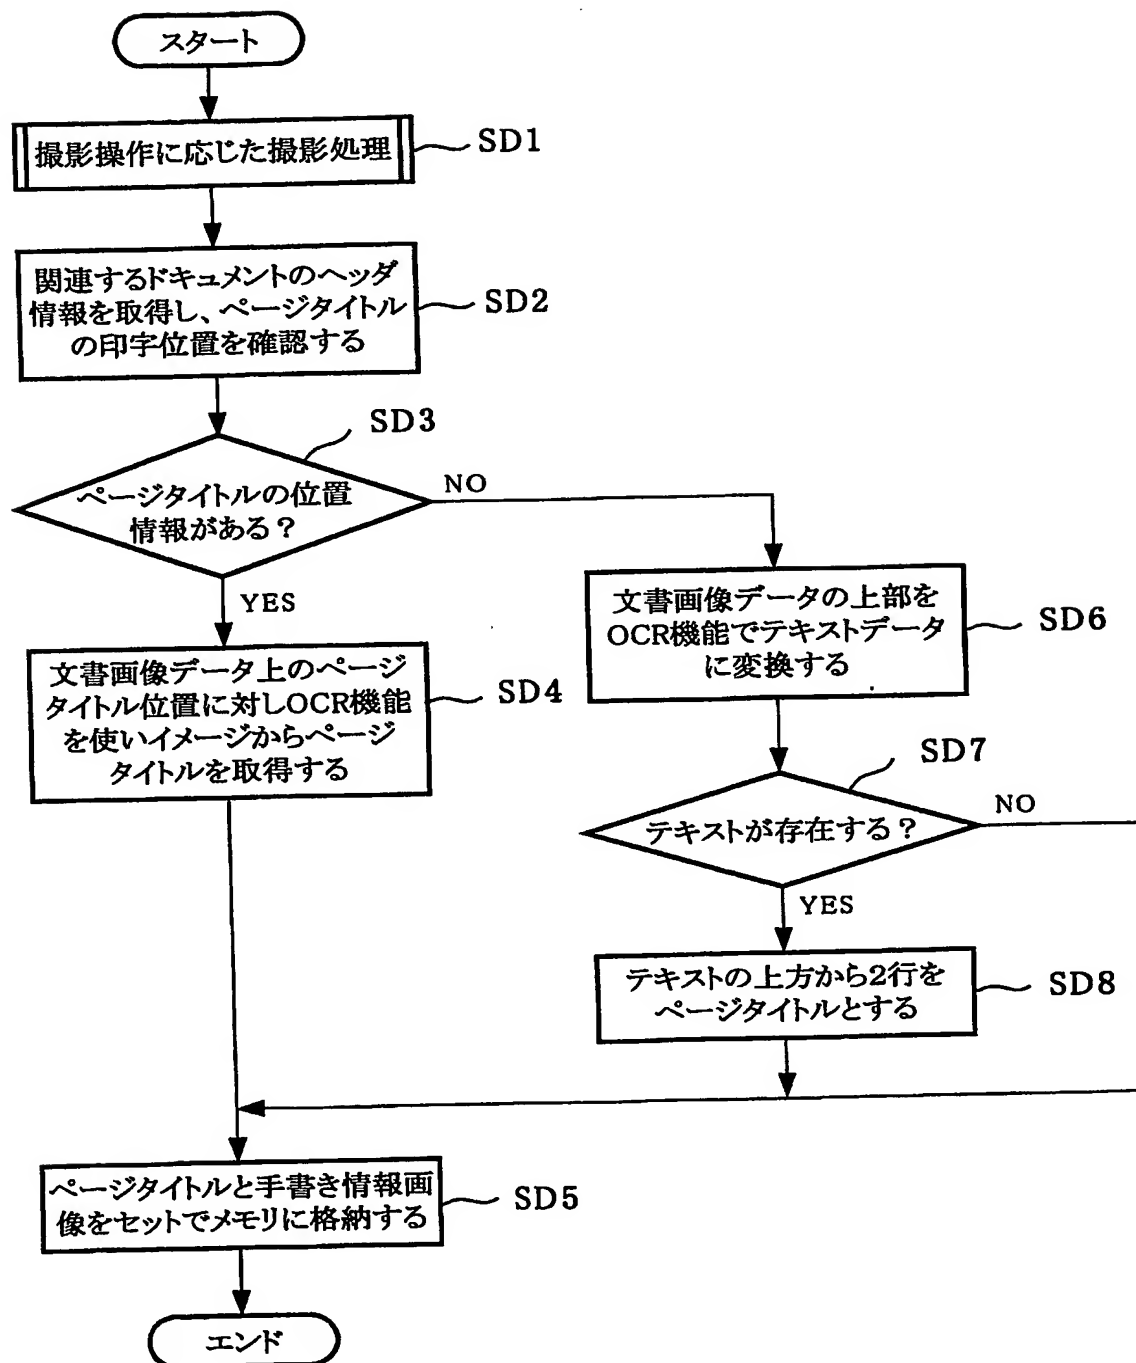 スタート
撮影操作に応じた撮影処理
SD1
関連するドキュメントのヘッダ
情報を取得し、ページタイトル
の印字位置を確認する
SD2
SD3
ページタイトルの位置
情報がある？
NO
YES
文書画像データ上のページ
タイトル位置に対しOCR機能
を使いイメージからページ
タイトルを取得する
SD4
文書画像データの上部を
OCR機能でテキストデータ
に変換する
SD6
SD7
テキストが存在する？
NO
YES
テキストの上方から2行を
ページタイトルとする
SD8
ページタイトルと手書き情報画
像をセットでメモリに格納する
SD5
エンド